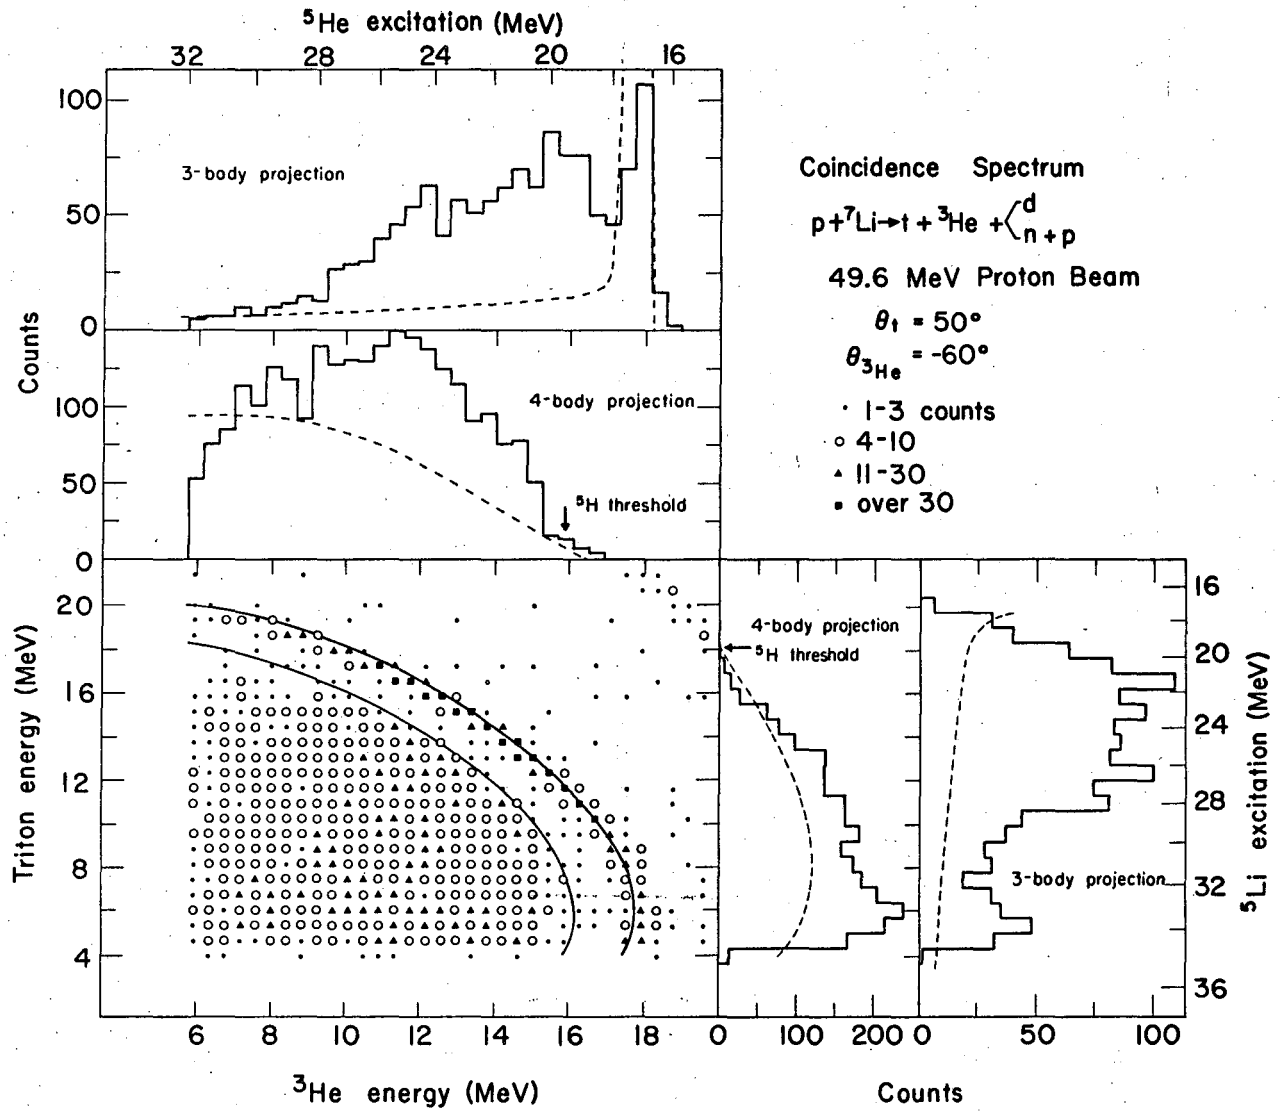 ⁵He excitation (MeV)
32 28 24 20 16
100
50
0
3-body projection
Counts
100
50
0
4-body projection
⁵H threshold
Coincidence Spectrum
p+⁷Li→t+³He+
d
n+p
49.6 MeV Proton Beam
θt = 50°
θ3He = -60°
· 1-3 counts
○ 4-10
▲ 11-30
■ over 30
20
16
12
8
4
Triton energy (MeV)
6 8 10 12 14 16 18
³He energy (MeV)
4-body projection
⁵H threshold
0 100 200
3-body projection
0 50 100
Counts
16
20
24
28
32
36
⁵Li excitation (MeV)